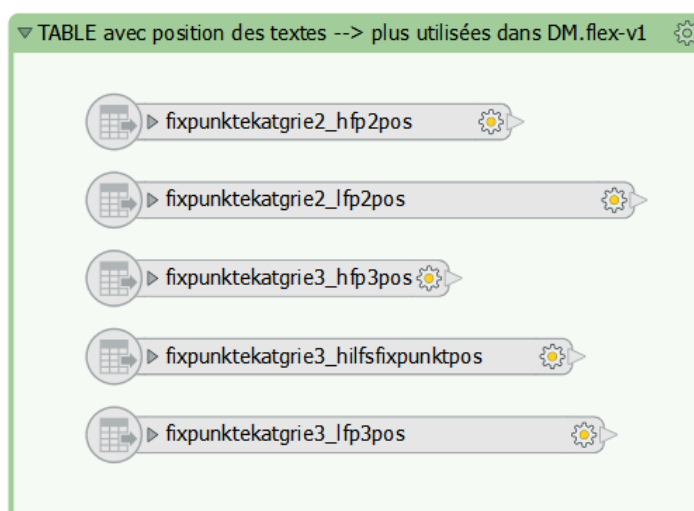 TABLE avec position des textes --> plus utilisées dans DM.flex-v1
fixpunktekatgrie2_hfp2pos
fixpunktekatgrie2_lfp2pos
fixpunktekatgrie3_hfp3pos
fixpunktekatgrie3_hilfsfixpunktpos
fixpunktekatgrie3_lfp3pos